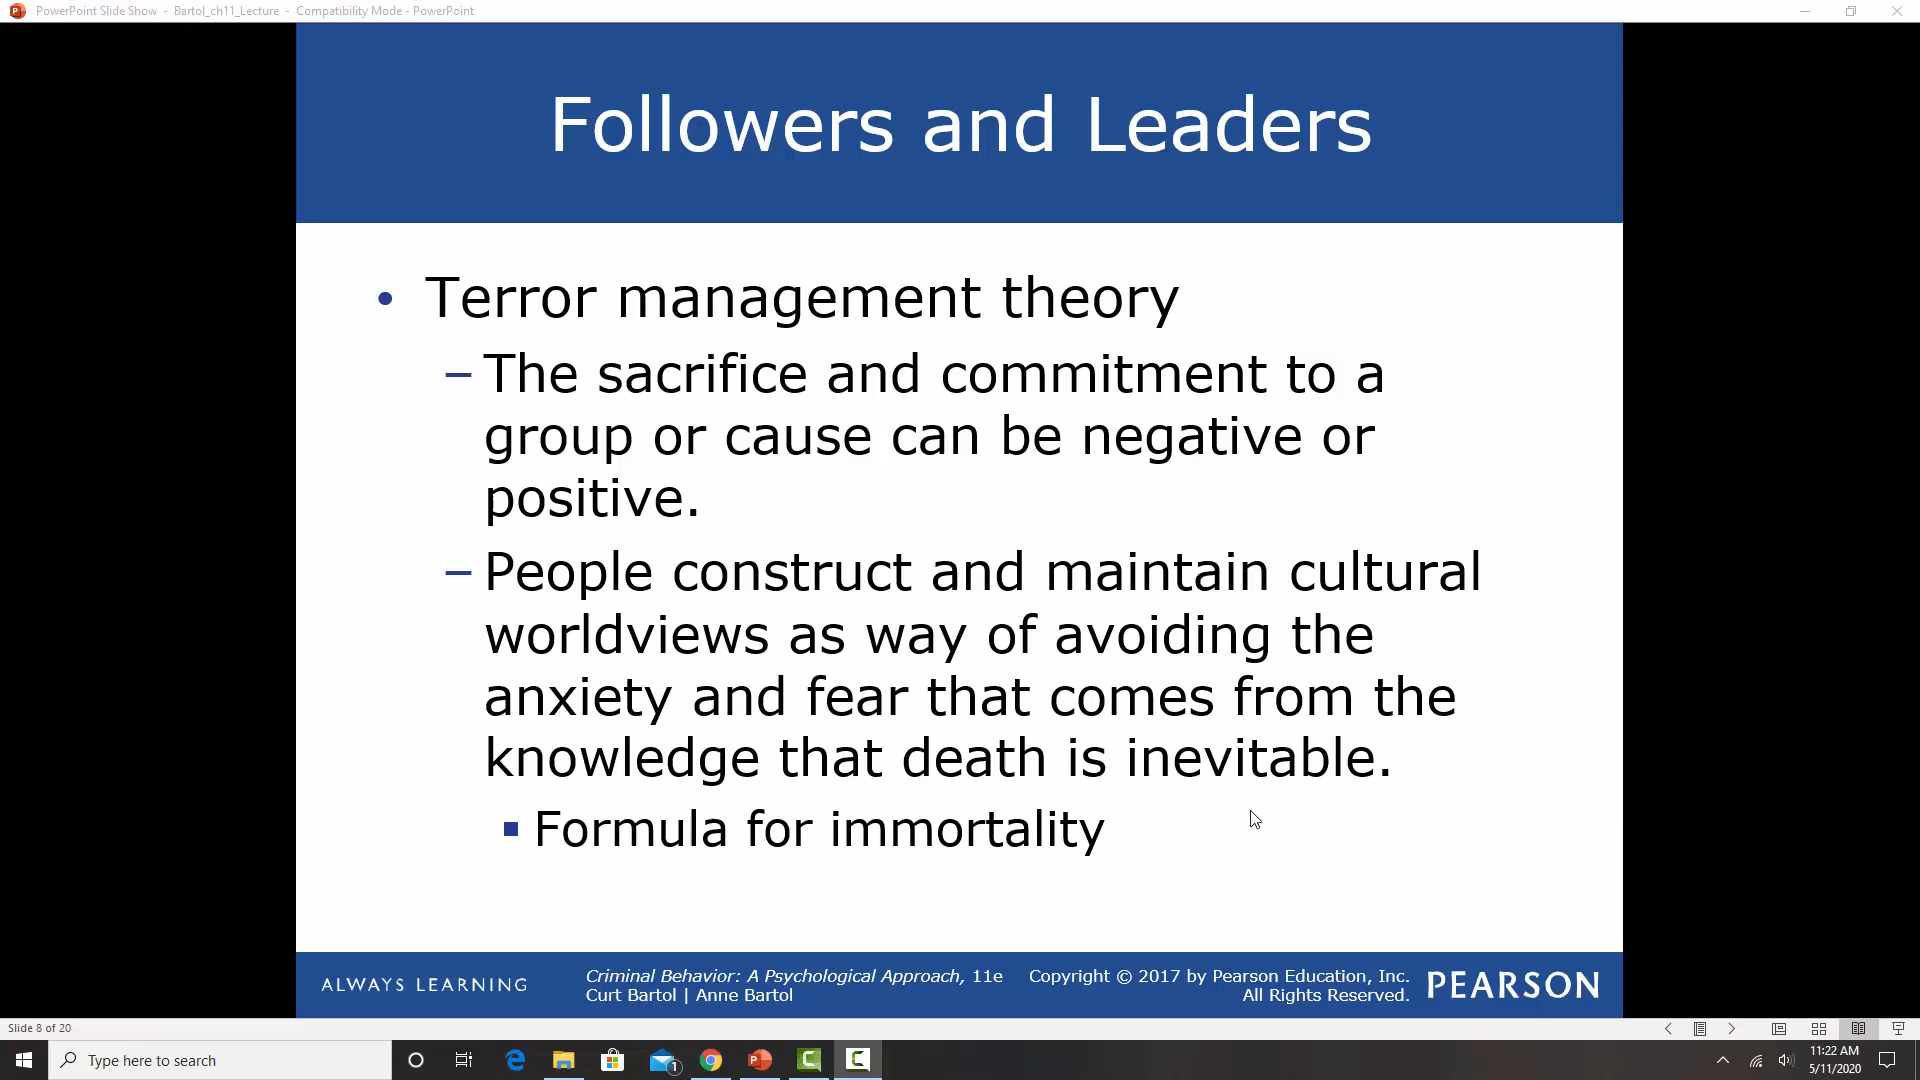 PowerPoint Slide Show - Bartol_ch11_Lecture - Compatibility Mode - PowerPoint
Followers and Leaders
• Terror management theory
– The sacrifice and commitment to a
group or cause can be negative or
positive.
– People construct and maintain cultural
worldviews as way of avoiding the
anxiety and fear that comes from the
knowledge that death is inevitable.
▪ Formula for immortality
ALWAYS LEARNING
Criminal Behavior: A Psychological Approach, 11e
Curt Bartol | Anne Bartol
Copyright © 2017 by Pearson Education, Inc.
All Rights Reserved.
PEARSON
Slide 8 of 20
Type here to search
1
11:22 AM
5/11/2020